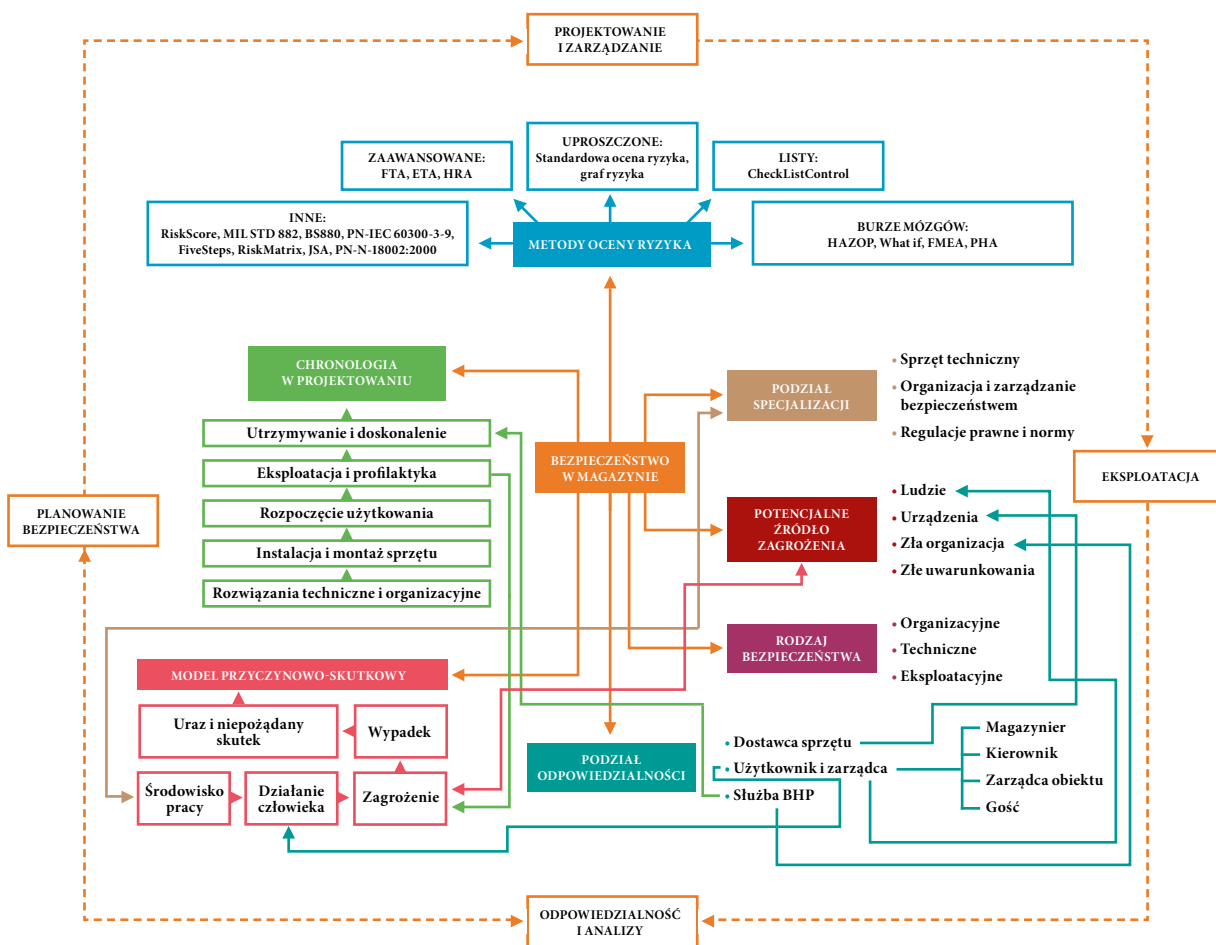 PROJEKTOWANIE
I ZARZĄDZANIE
UPROSZCZONE:
Standardowa ocena ryzyka,
graf ryzyka
ZAAWANSOWANE:
FTA, ETA, HRA
LISTY:
CheckListControl
INNE:
RiskScore, MIL STD 882, BS880, PN-IEC 60300-3-9,
FiveSteps, RiskMatrix, JSA, PN-N-18002:2000
METODY OCENY RYZYKA
BURZE MÓZGÓW:
HAZOP, What if, FMEA, PHA
CHRONOLOGIA
W PROJEKTOWANIU
Utrzymywanie i doskonalenie
Eksploatacja i profilaktyka
Rozpoczęcie użytkowania
Instalacja i montaż sprzętu
Rozwiązania techniczne i organizacyjne
PLANOWANIE
BEZPIECZEŃSTWA
BEZPIECZEŃSTWO
W MAGAZYNIE
PODZIAŁ
SPECJALIZACJI
• Sprzęt techniczny
• Organizacja i zarządzanie
bezpieczeństwem
• Regulacje prawne i normy
EKSPLOATACJA
POTENCJALNE
ŹRÓDŁO
ZAGROŻENIA
• Ludzie
• Urządzenia
• Zła organizacja
• Złe uwarunkowania
RODZAJ
BEZPIECZEŃSTWA
• Organizacyjne
• Techniczne
• Eksploatacyjne
MODEL PRZYCZYNOWO-SKUTKOWY
Uraz i niepożądany
skutek
Wypadek
Środowisko
pracy
Działanie
człowieka
Zagrożenie
PODZIAŁ
ODPOWIEDZIALNOŚCI
• Dostawca sprzętu
• Użytkownik i zarządca
• Służba BHP
Magazynier
Kierownik
Zarządca obiektu
Gość
ODPOWIEDZIALNOŚĆ
I ANALIZY